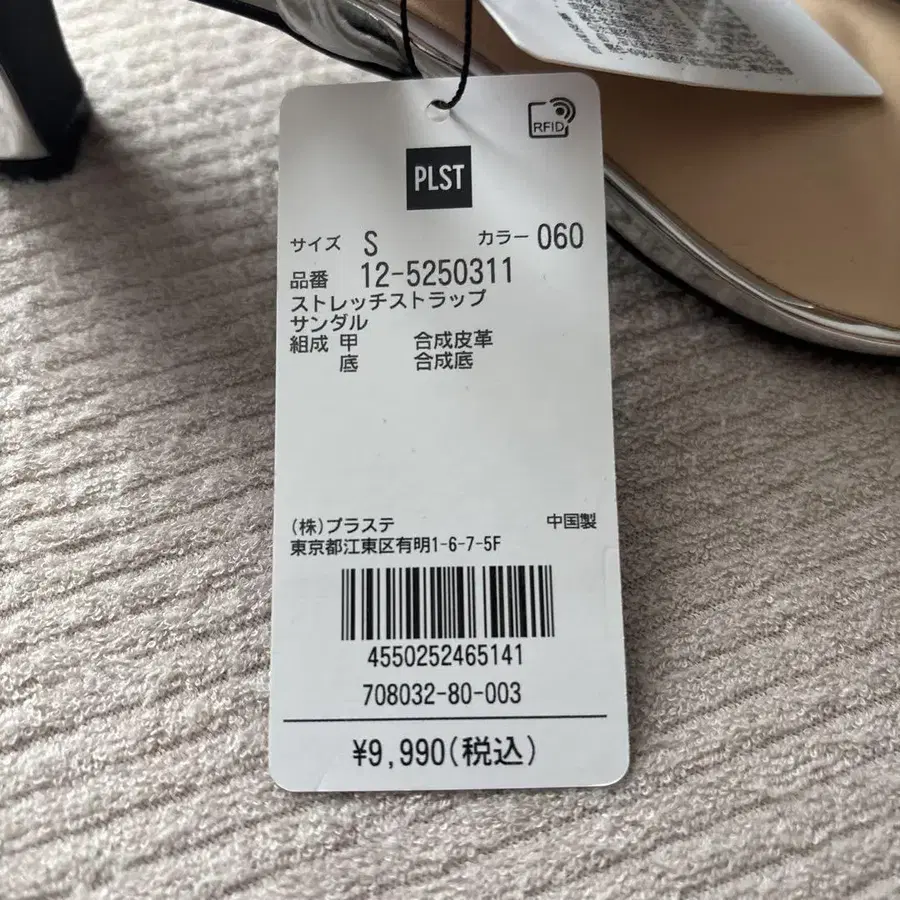 RFID
PLST
サイズ S カラー 060
品番 12-5250311
ストレッチストラップ
サンダル
組成 甲 合成皮革
底 合成底
(株)プラステ 中国製
東京都江東区有明1-6-7-5F
4550252465141
708032-80-003
¥9,990(税込)